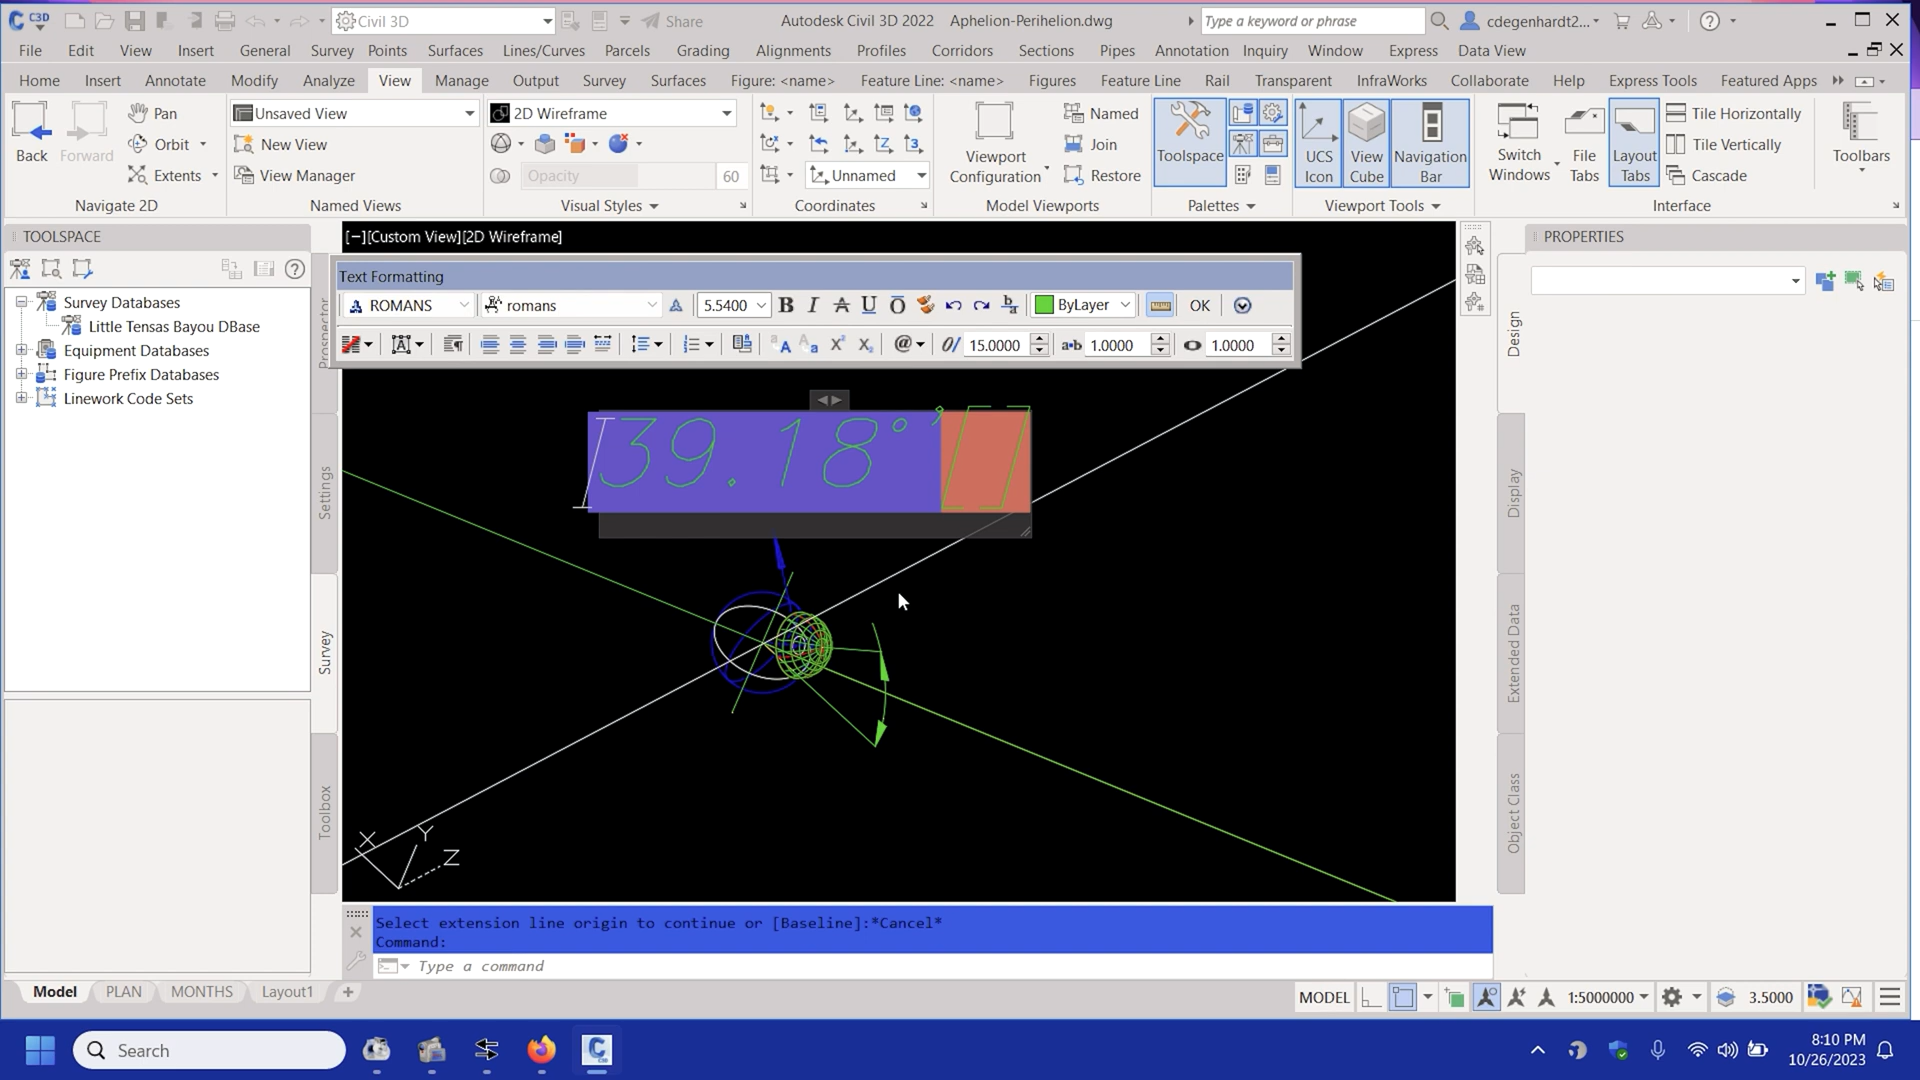 C3D
Civil 3D
Share
Autodesk Civil 3D 2022 Aphelion-Perihelion.dwg
Type a keyword or phrase
cdegenhardt2...
File Edit View Insert General Survey Points Surfaces Lines/Curves Parcels Grading Alignments Profiles Corridors Sections Pipes Annotation Inquiry Window Express Data View
Home Insert Annotate Modify Analyze View Manage Output Survey Surfaces Figure: <name> Feature Line: <name> Figures Feature Line Rail Transparent InfraWorks Collaborate Help Express Tools Featured Apps
Back
Forward
Pan
Orbit
Extents
Navigate 2D
Unsaved View
New View
View Manager
Named Views
2D Wireframe
Opacity 60
Visual Styles
Unnamed
Coordinates
Viewport
Configuration
Named
Join
Restore
Model Viewports
Toolspace
Palettes
UCS
Icon
View
Cube
Navigation
Bar
Viewport Tools
Switch
Windows
File
Tabs
Layout
Tabs
Tile Horizontally
Tile Vertically
Cascade
Interface
Toolbars
TOOLSPACE
Survey Databases
Little Tensas Bayou DBase
Equipment Databases
Figure Prefix Databases
Linework Code Sets
Prospector
Settings
Survey
Toolbox
[−][Custom View][2D Wireframe]
Text Formatting
ROMANS romans 5.5400 B I A U O ByLayer OK
@ 0/ 15.0000 a•b 1.0000 1.0000
39.18°'
X Y Z
PROPERTIES
Design
Display
Extended Data
Object Class
Select extension line origin to continue or [Baseline]:*Cancel*
Command:
Type a command
Model PLAN MONTHS Layout1 +
MODEL 1:5000000 3.5000
Search
8:10 PM
10/26/2023